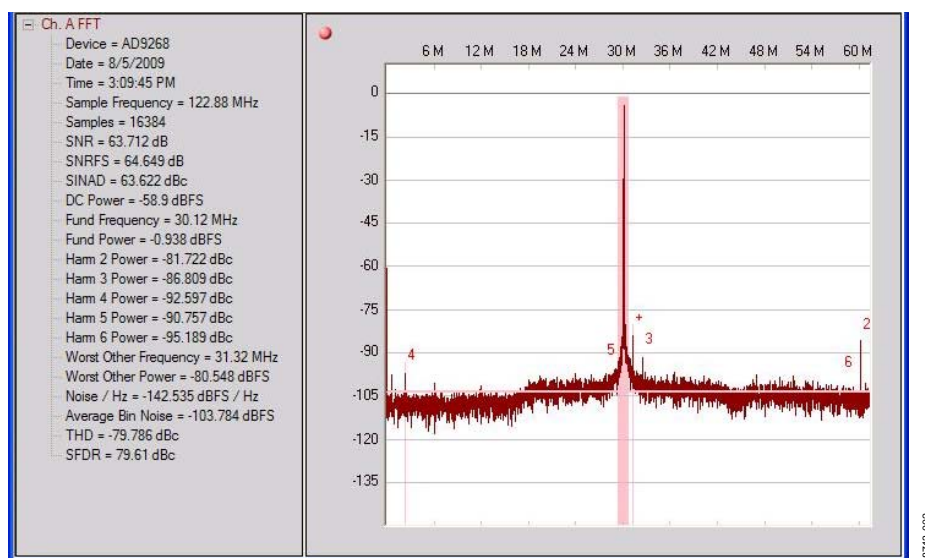 Ch. A FFT
Device = AD9268
Date = 8/5/2009
Time = 3:09:45 PM
Sample Frequency = 122.88 MHz
Samples = 16384
SNR = 63.712 dB
SNRFS = 64.649 dB
SINAD = 63.622 dBc
DC Power = -58.9 dBFS
Fund Frequency = 30.12 MHz
Fund Power = -0.938 dBFS
Harm 2 Power = -81.722 dBc
Harm 3 Power = -86.809 dBc
Harm 4 Power = -92.597 dBc
Harm 5 Power = -90.757 dBc
Harm 6 Power = -95.189 dBc
Worst Other Frequency = 31.32 MHz
Worst Other Power = -80.548 dBFS
Noise / Hz = -142.535 dBFS / Hz
Average Bin Noise = -103.784 dBFS
THD = -79.786 dBc
SFDR = 79.61 dBc
6 M 12 M 18 M 24 M 30 M 36 M 42 M 48 M 54 M 60 M
0
-15
-30
-45
-60
-75
-90
-105
-120
-135
+
2
3
5
4
6